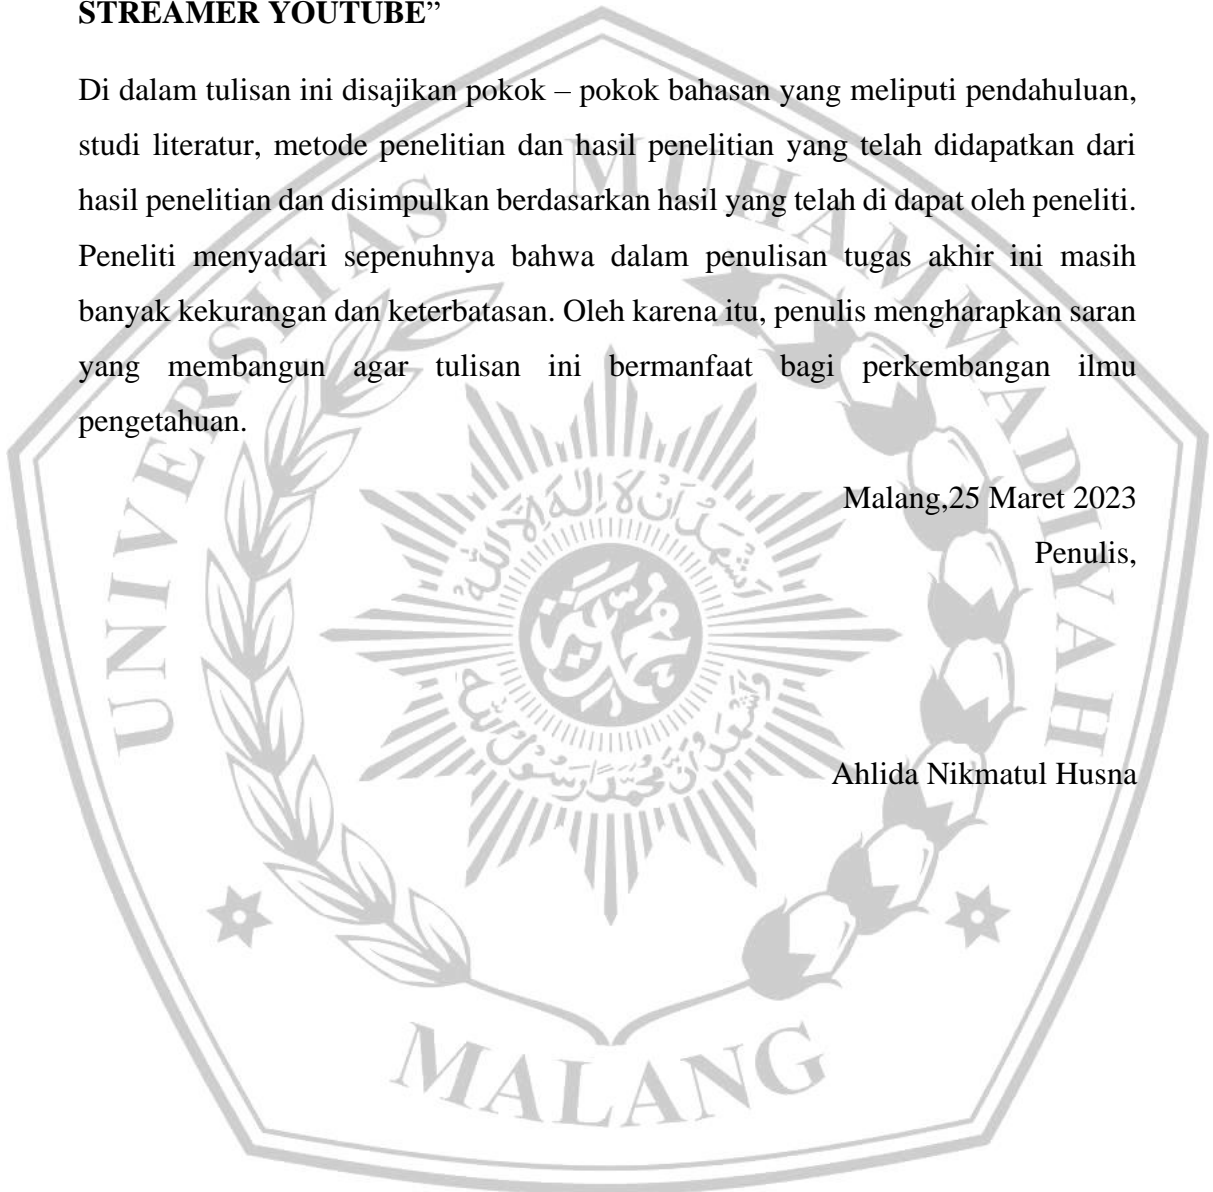 STREAMER YOUTUBE”
Di dalam tulisan ini disajikan pokok – pokok bahasan yang meliputi pendahuluan,
studi literatur, metode penelitian dan hasil penelitian yang telah didapatkan dari
hasil penelitian dan disimpulkan berdasarkan hasil yang telah di dapat oleh peneliti.
Peneliti menyadari sepenuhnya bahwa dalam penulisan tugas akhir ini masih
banyak kekurangan dan keterbatasan. Oleh karena itu, penulis mengharapkan saran
yang membangun agar tulisan ini bermanfaat bagi perkembangan ilmu
pengetahuan.
Malang,25 Maret 2023
Penulis,
Ahlida Nikmatul Husna
UNIVERSITAS MUHAMMADIYAH
MALANG